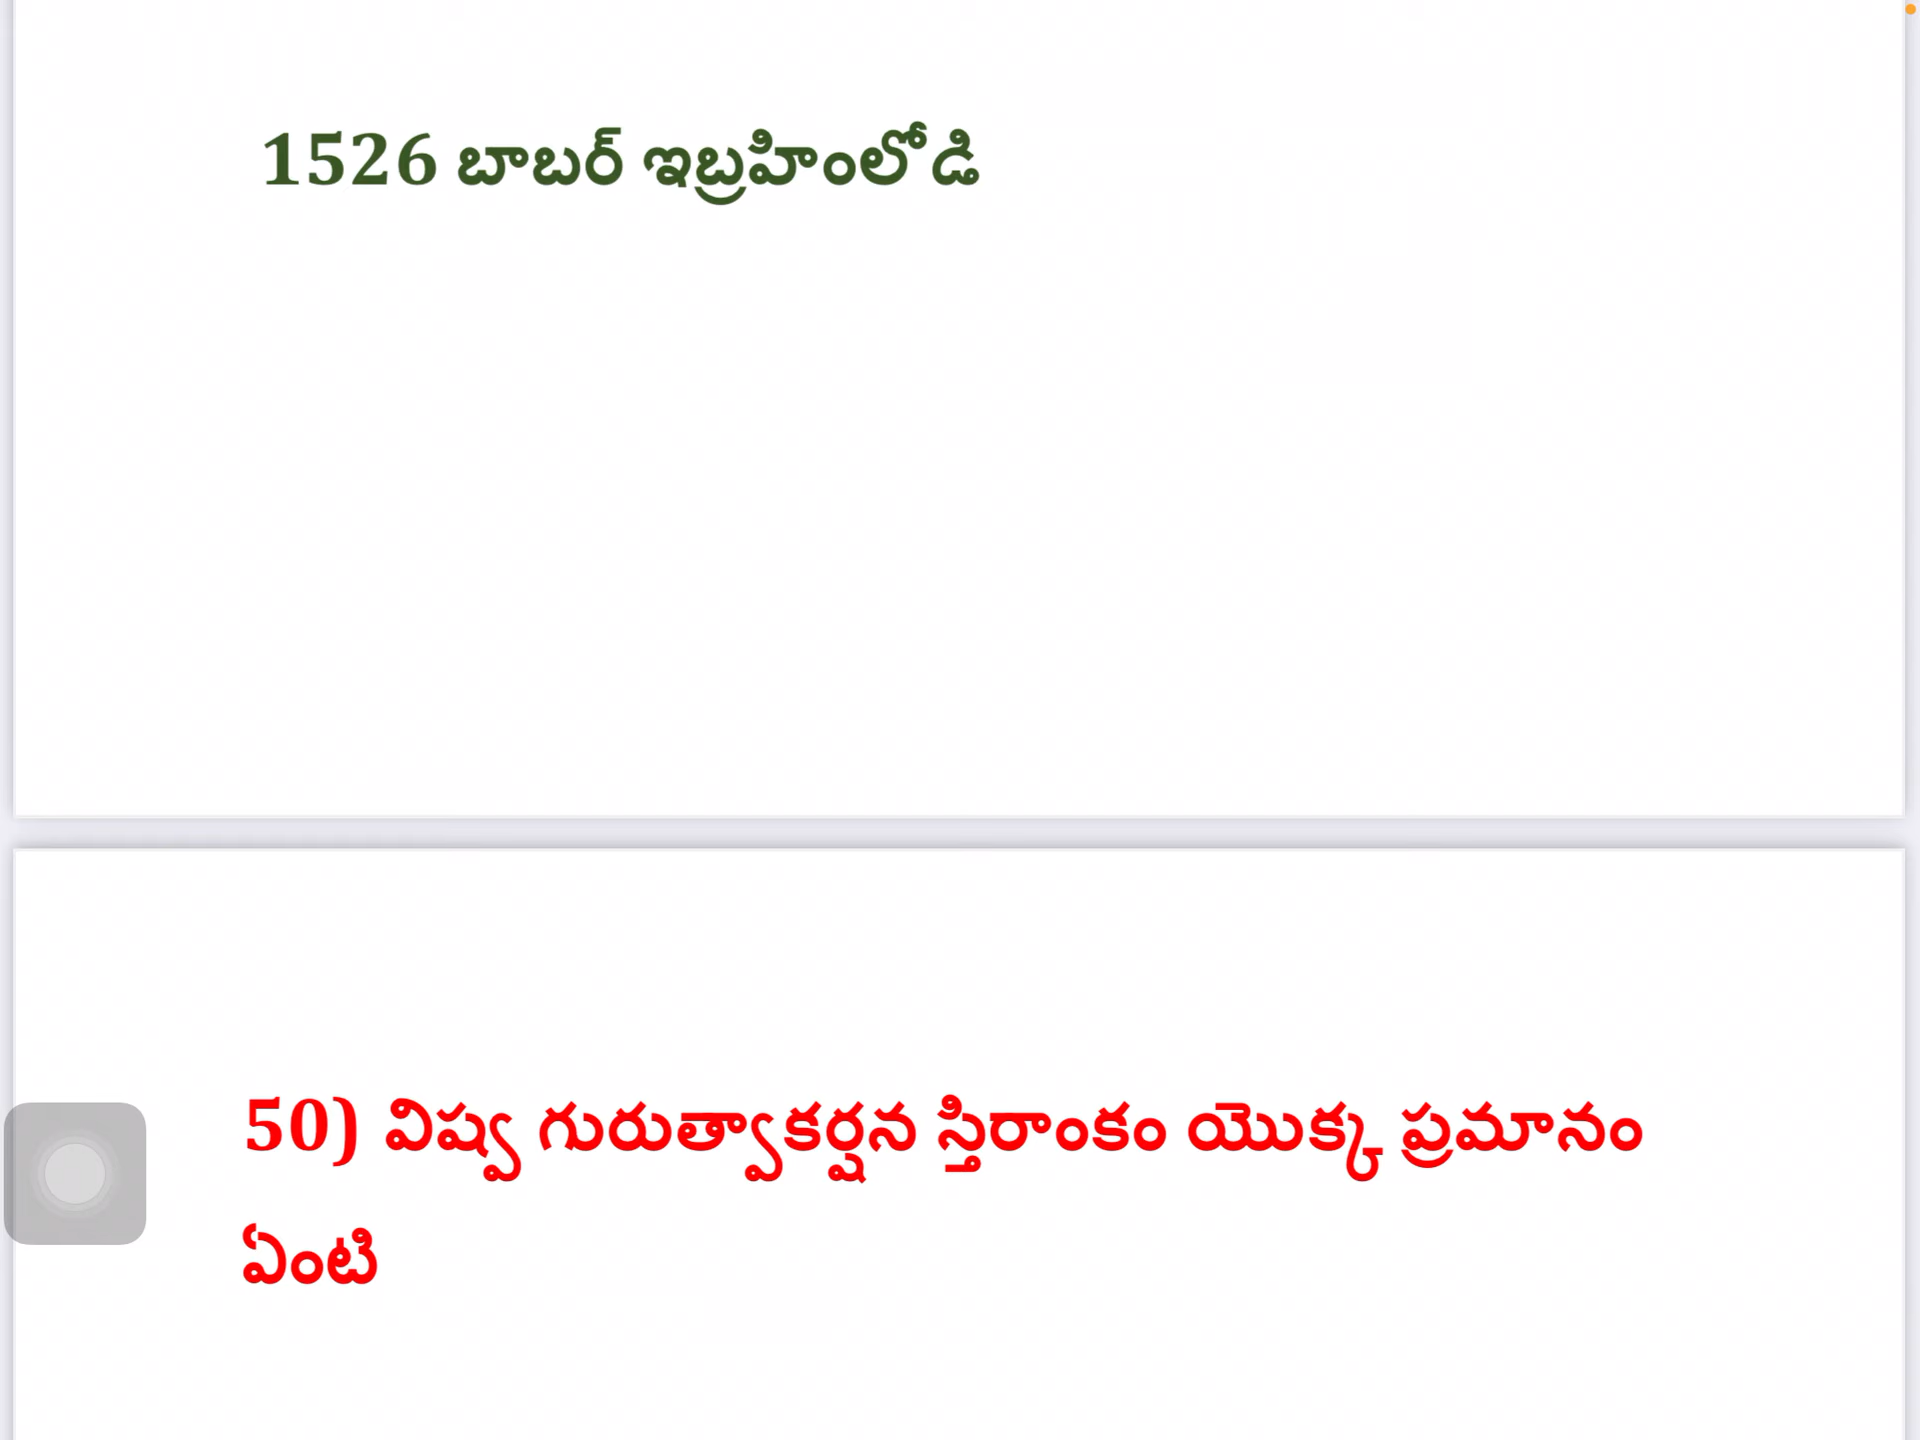 1526 బాబర్ ఇబ్రహింలోడి
50) విష్వ గురుత్వాకర్షన స్తిరాంకం యొక్క ప్రమానం
ఏంటి